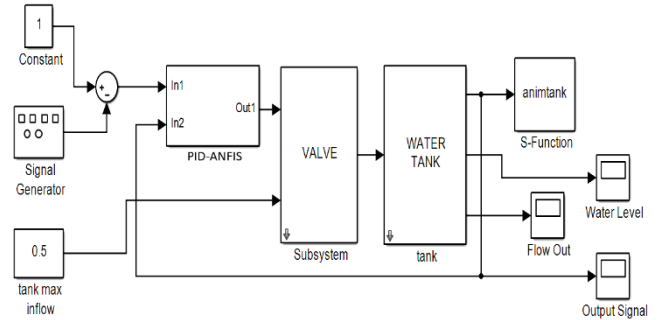 1
Constant
+
-
Signal
Generator
0.5
tank max
inflow
In1
In2
Out1
PID-ANFIS
VALVE
Subsystem
WATER
TANK
tank
animtank
S-Function
Water Level
Flow Out
Output Signal